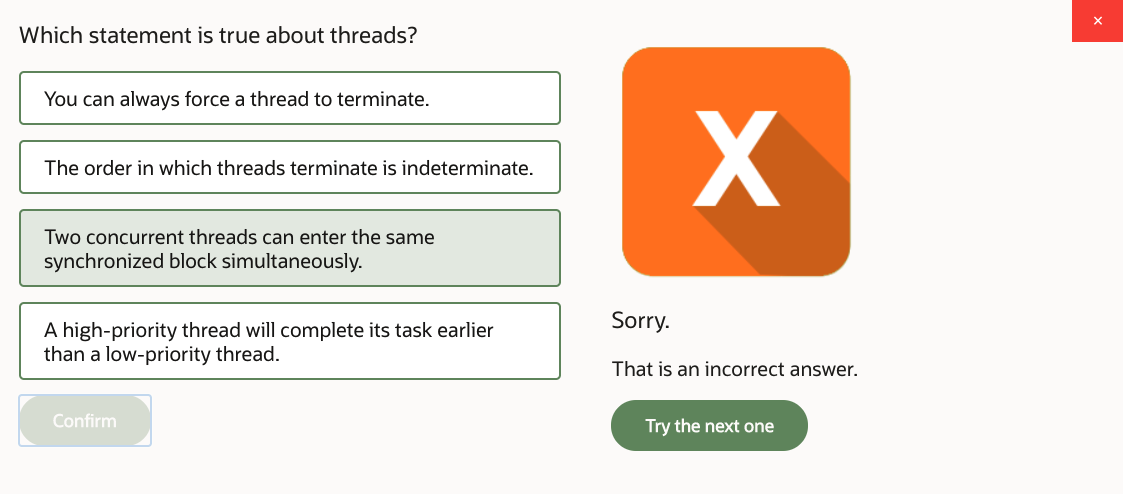 Which statement is true about threads?
×
You can always force a thread to terminate.
The order in which threads terminate is indeterminate.
Two concurrent threads can enter the same
synchronized block simultaneously.
A high-priority thread will complete its task earlier
than a low-priority thread.
Confirm
X
Sorry.
That is an incorrect answer.
Try the next one